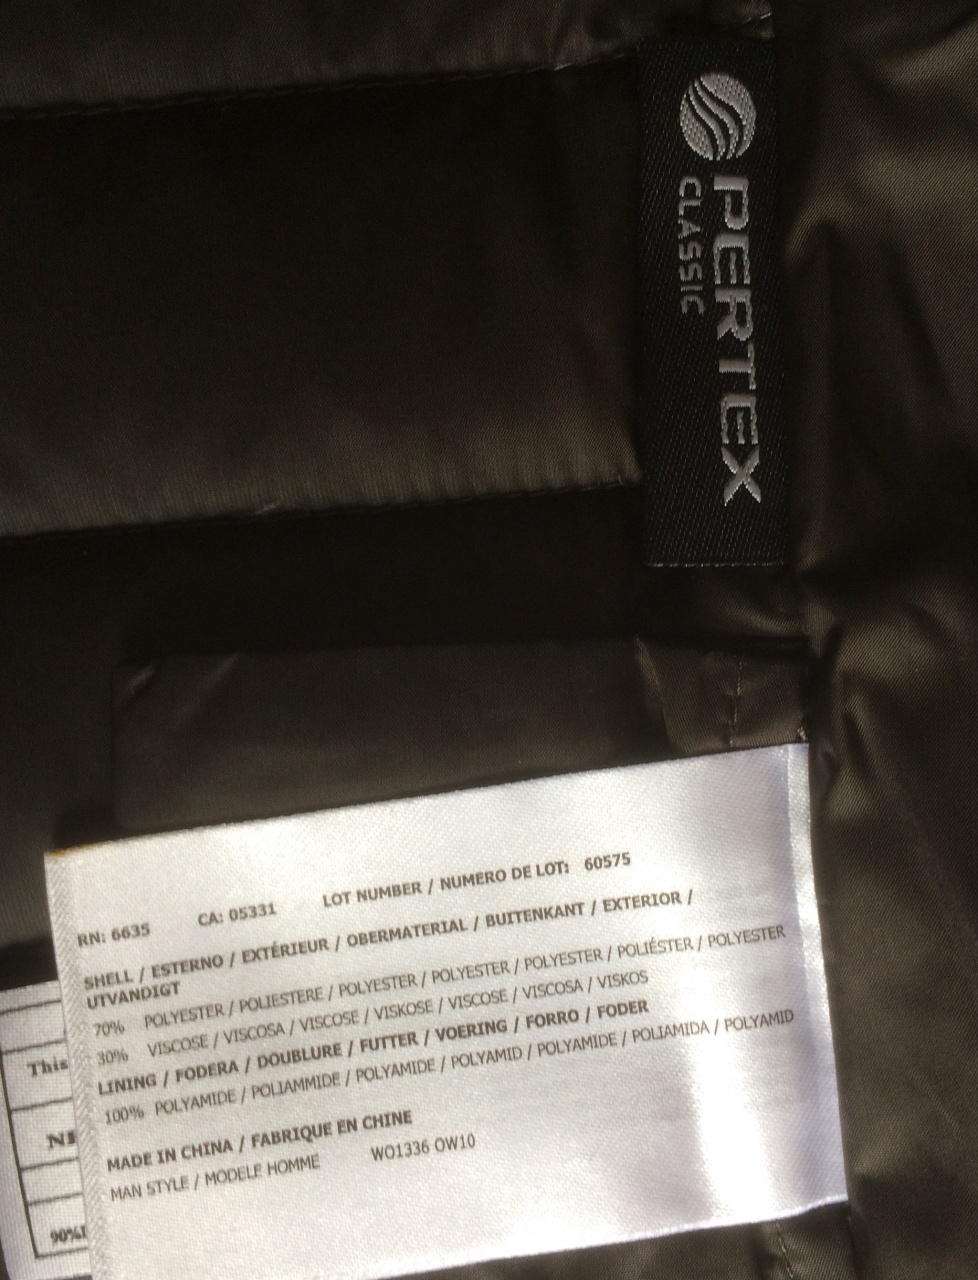 PERTEX
CLASSIC
RN: 6635 CA: 05331 LOT NUMBER / NUMERO DE LOT: 60575
SHELL / ESTERNO / EXTÉRIEUR / OBERMATERIAL / BUITENKANT / EXTERIOR /
UTVANDIGT
70% POLYESTER / POLIESTERE / POLYESTER / POLYESTER / POLYESTER / POLIÉSTER / POLYESTER
30% VISCOSE / VISCOSA / VISCOSE / VISKOSE / VISCOSE / VISCOSA / VISKOS
LINING / FODERA / DOUBLURE / FUTTER / VOERING / FORRO / FODER
100% POLYAMIDE / POLIAMMIDE / POLYAMIDE / POLYAMID / POLYAMIDE / POLIAMIDA / POLYAMID
MADE IN CHINA / FABRIQUE EN CHINE
MAN STYLE / MODELE HOMME WO1336 OW10
This
90%